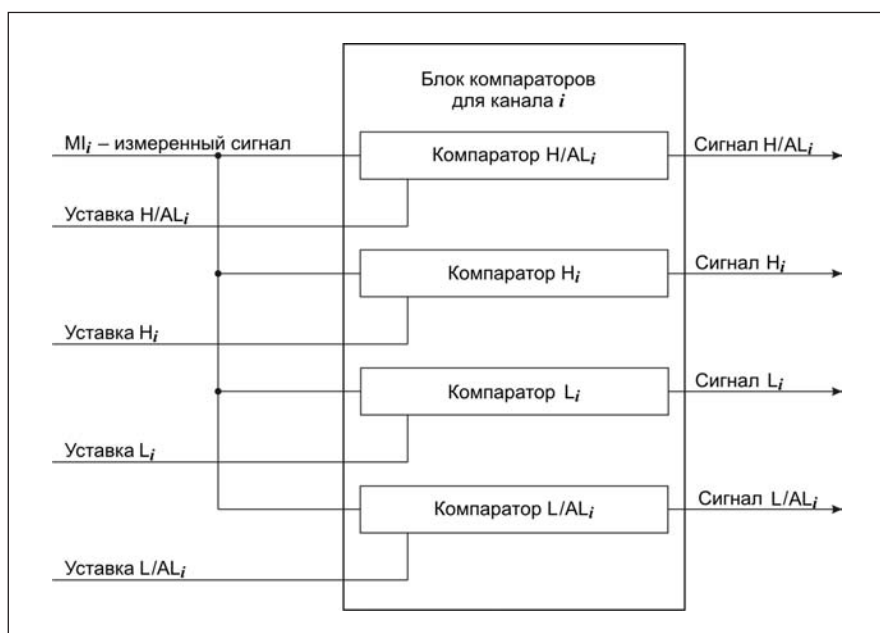 Блок компараторов
для канала i
MIi – измеренный сигнал
Компаратор H/ALi
Сигнал H/ALi
Уставка H/ALi
Компаратор Hi
Сигнал Hi
Уставка Hi
Компаратор Li
Сигнал Li
Уставка Li
Компаратор L/ALi
Сигнал L/ALi
Уставка L/ALi